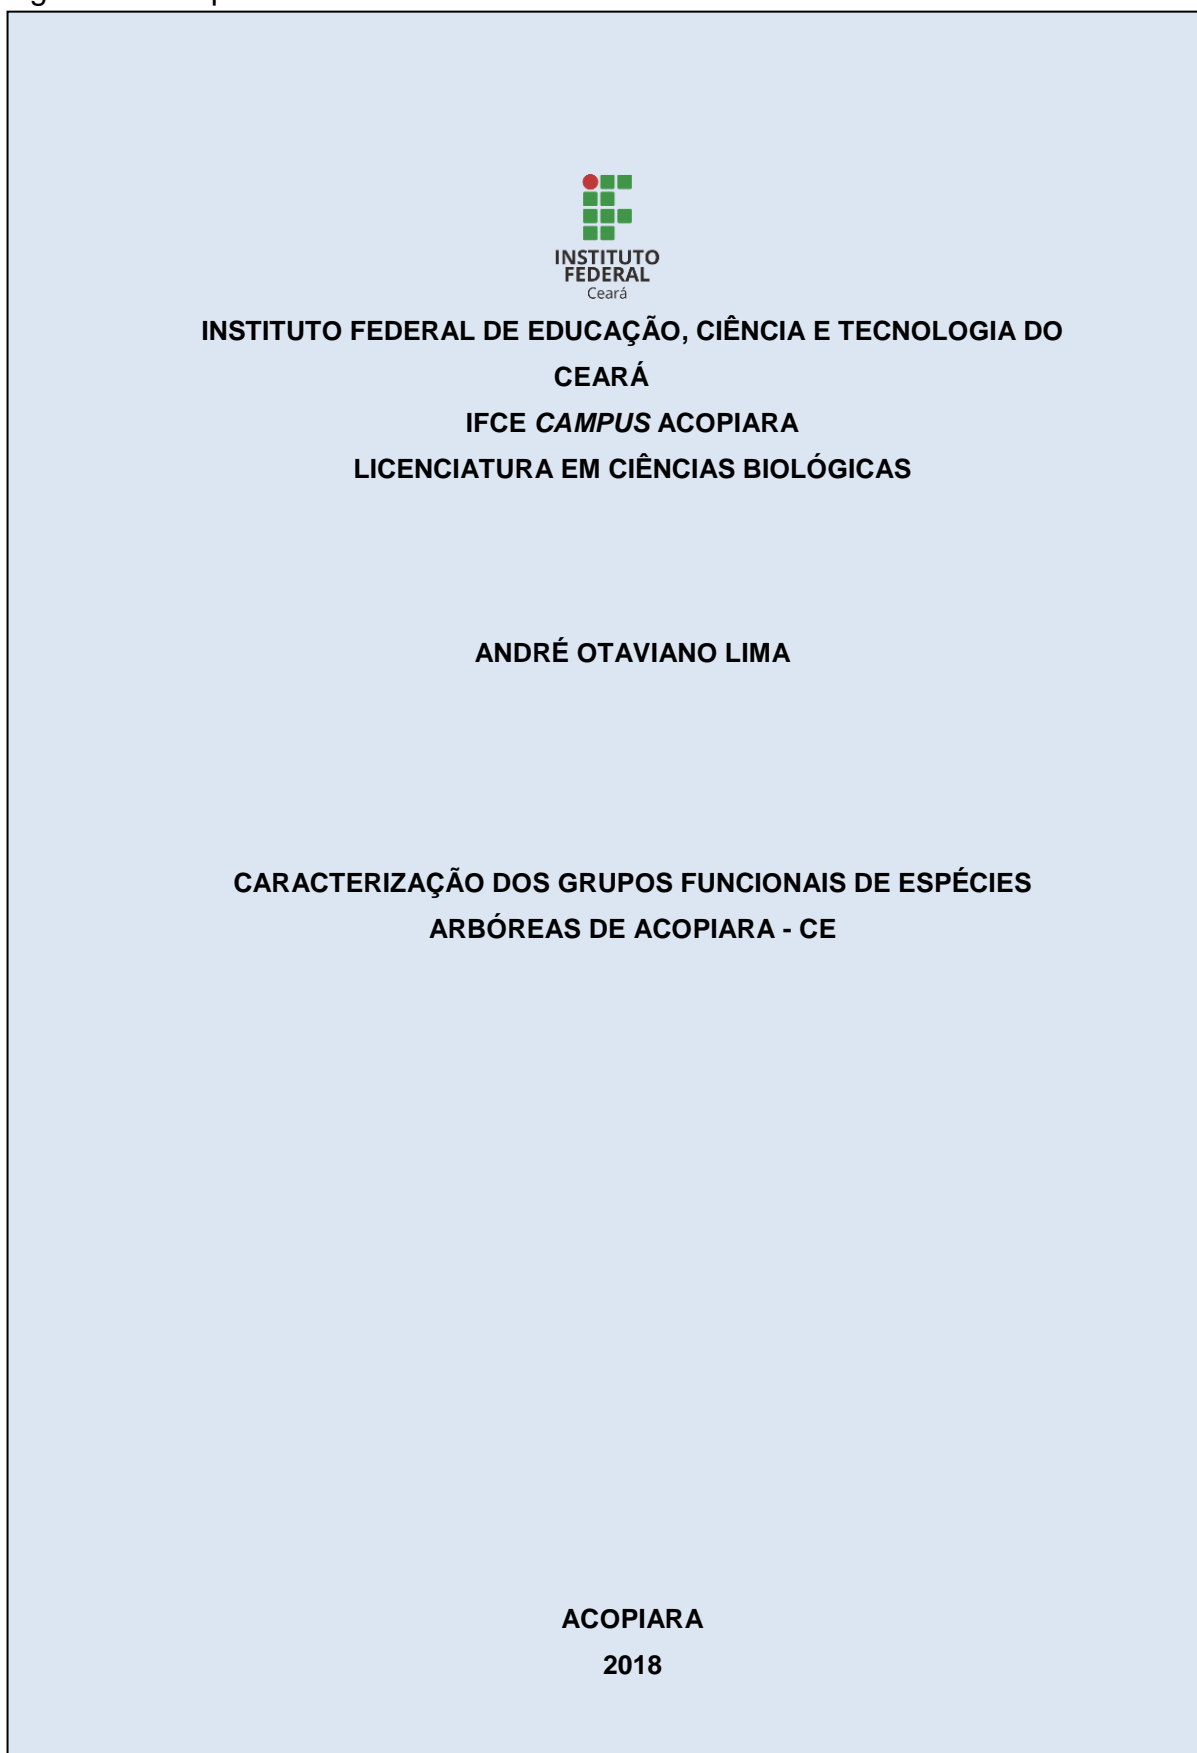 INSTITUTO
FEDERAL
Ceará
INSTITUTO FEDERAL DE EDUCAÇÃO, CIÊNCIA E TECNOLOGIA DO
CEARÁ
IFCE CAMPUS ACOPIARA
LICENCIATURA EM CIÊNCIAS BIOLÓGICAS
ANDRÉ OTAVIANO LIMA
CARACTERIZAÇÃO DOS GRUPOS FUNCIONAIS DE ESPÉCIES
ARBÓREAS DE ACOPIARA - CE
ACOPIARA
2018